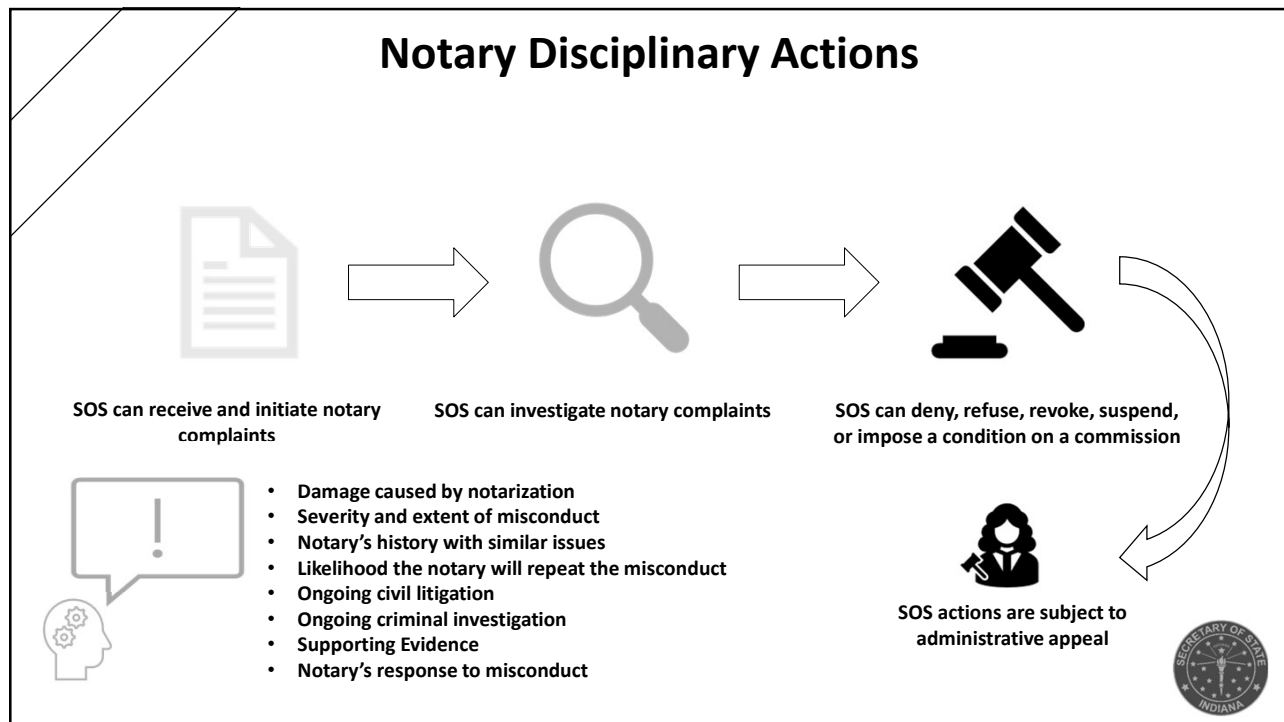 Notary Disciplinary Actions
SOS can receive and initiate notary
complaints
SOS can investigate notary complaints
SOS can deny, refuse, revoke, suspend,
or impose a condition on a commission
!
• Damage caused by notarization
• Severity and extent of misconduct
• Notary’s history with similar issues
• Likelihood the notary will repeat the misconduct
• Ongoing civil litigation
• Ongoing criminal investigation
• Supporting Evidence
• Notary’s response to misconduct
SOS actions are subject to
administrative appeal
SECRETARY OF STATE
INDIANA